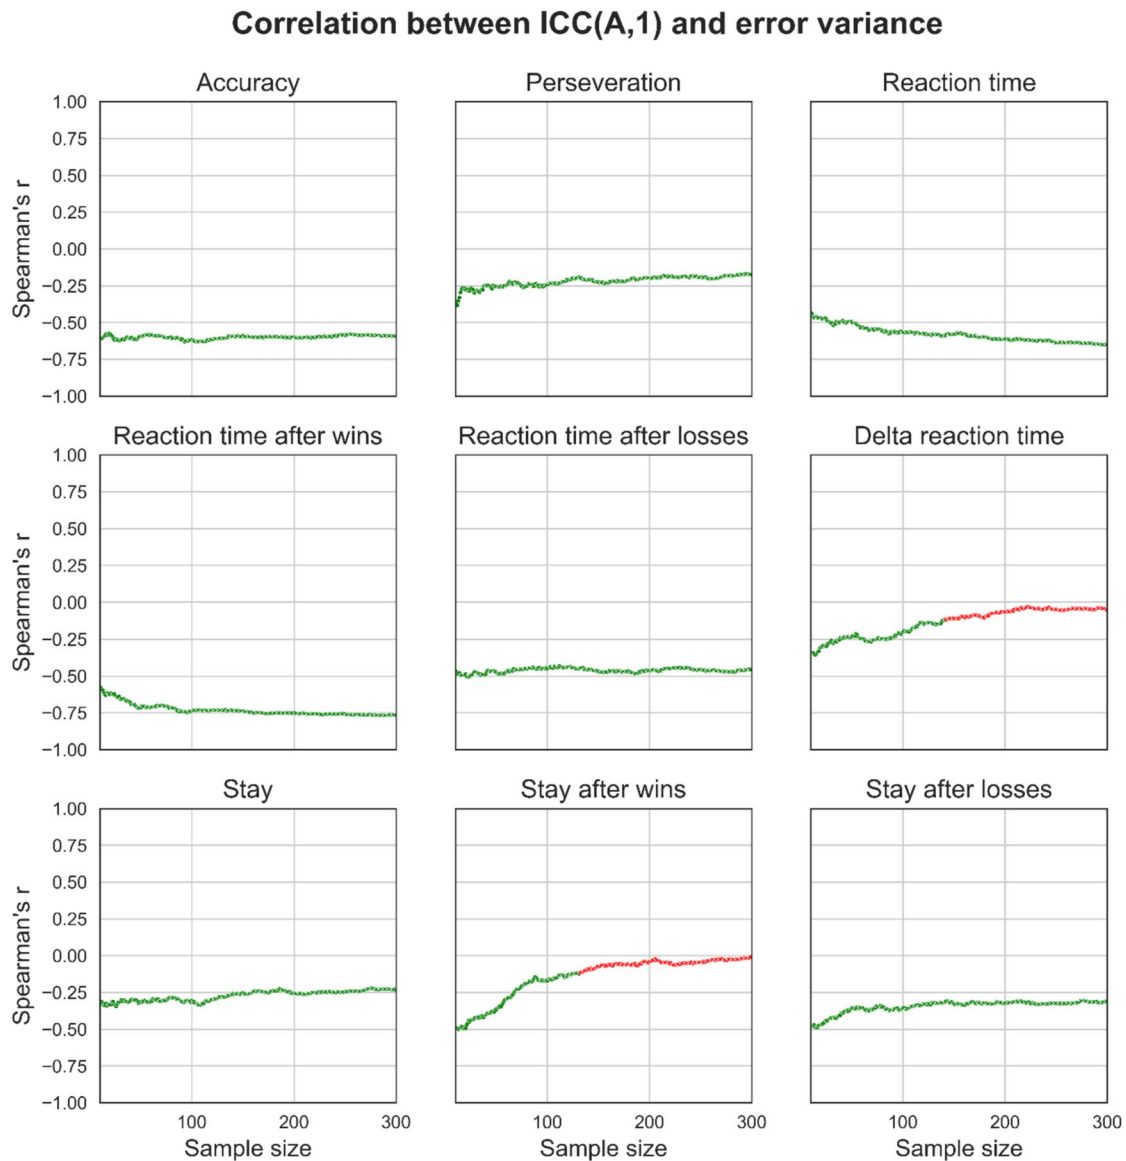 Correlation between ICC(A,1) and error variance
Accuracy
Perseveration
Reaction time
Spearman's r
1.00
0.75
0.50
0.25
0.00
−0.25
−0.50
−0.75
−1.00
Reaction time after wins
Reaction time after losses
Delta reaction time
Spearman's r
1.00
0.75
0.50
0.25
0.00
−0.25
−0.50
−0.75
−1.00
Stay
Stay after wins
Stay after losses
Spearman's r
1.00
0.75
0.50
0.25
0.00
−0.25
−0.50
−0.75
−1.00
100 200 300
100 200 300
100 200 300
Sample size
Sample size
Sample size